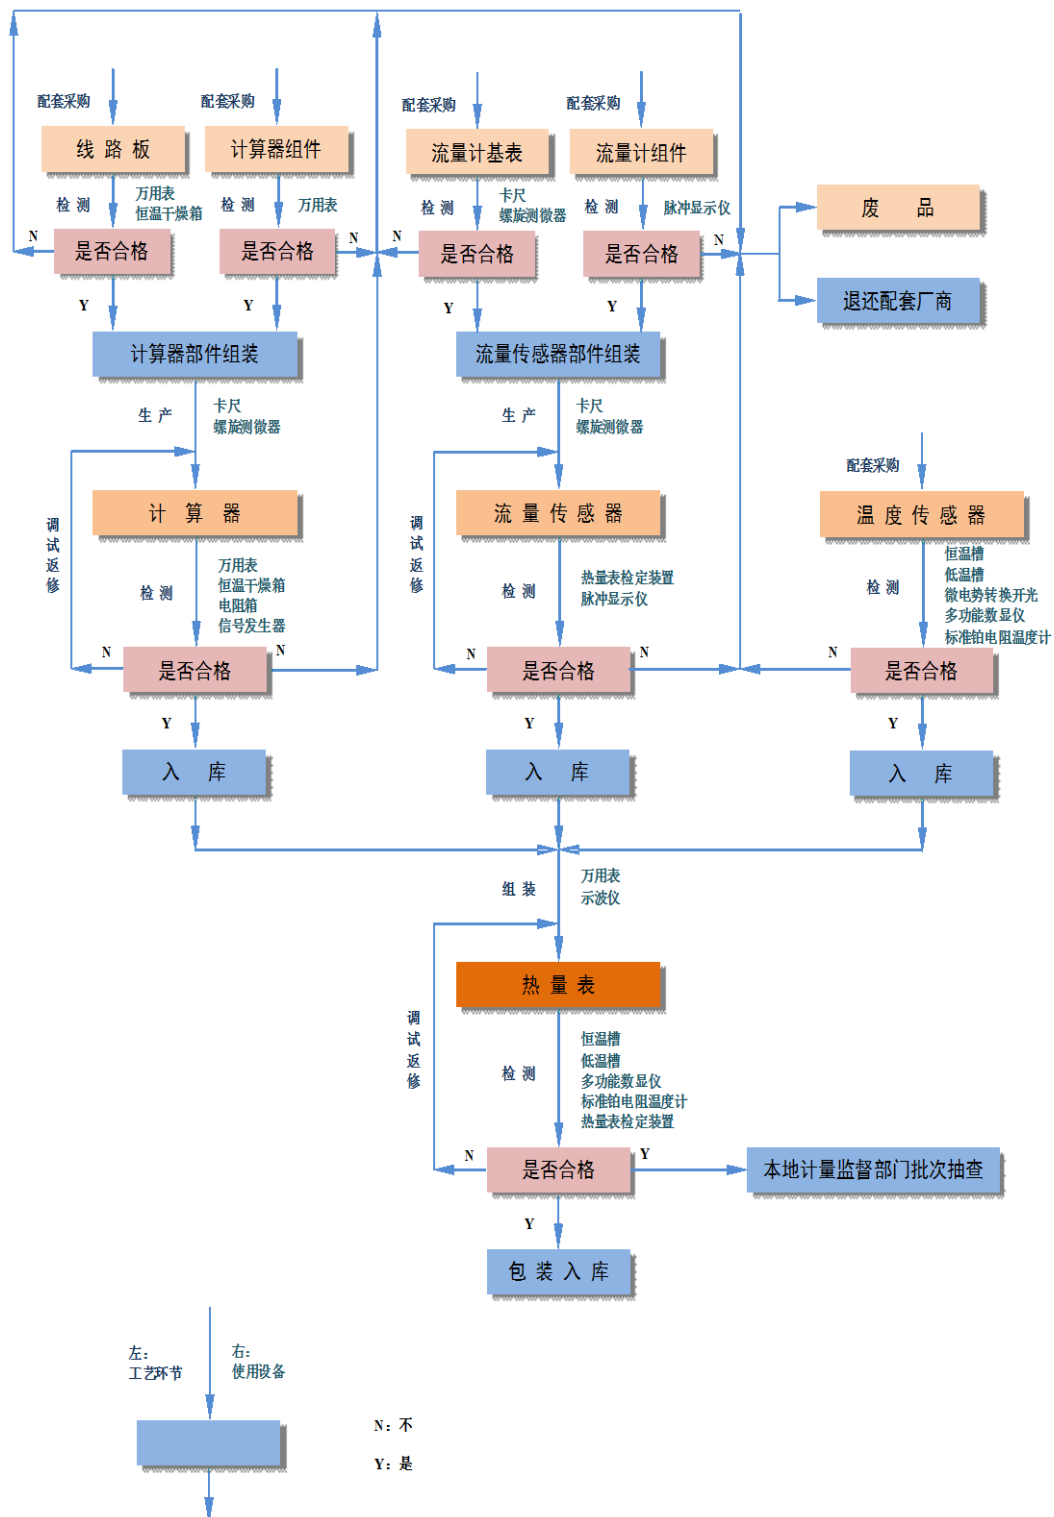 配套采购
配套采购
配套采购
配套采购
线 路 板
计算器组件
流量计基表
流量计组件
检 测
万用表
恒温干燥箱
检 测
万用表
检 测
卡尺
螺旋测微器
检 测
脉冲显示仪
废 品
N
是否合格
是否合格
N
N
是否合格
是否合格
N
退还配套厂商
Y
Y
Y
Y
计算器部件组装
流量传感器部件组装
生 产
卡尺
螺旋测微器
生 产
卡尺
螺旋测微器
配套采购
调试返修
计 算 器
调试返修
流 量 传 感 器
温 度 传 感 器
检 测
万用表
恒温干燥箱
电阻箱
信号发生器
检 测
热量表检定装置
脉冲显示仪
检 测
恒温槽
低温槽
微电势转换开光
多功能数显仪
标准铂电阻温度计
N
是否合格
N
N
是否合格
N
N
是否合格
Y
Y
Y
入 库
入 库
入 库
组 装
万用表
示波仪
热 量 表
调试返修
检 测
恒温槽
低温槽
多功能数显仪
标准铂电阻温度计
热量表检定装置
N
是否合格
Y
本地计量监督部门批次抽查
Y
包 装 入 库
左：
工艺环节
右：
使用设备
N：不
Y：是